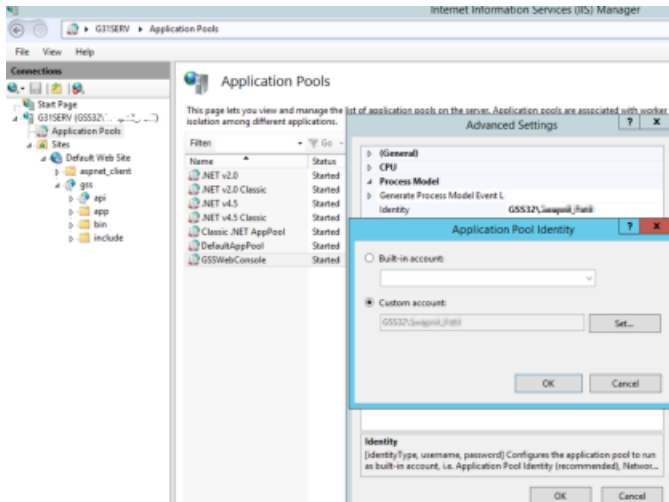 Internet Information Services (IIS) Manager
G31SERV Application Pools
File View Help
Connections
Start Page
G31SERV (GSS32\
Application Pools
Sites
Default Web Site
aspnet_client
gss
api
app
bin
include
Application Pools
This page lets you view and manage the list of application pools on the server. Application pools are associated with worker
isolation among different applications.
Filter: Go
Name Status
.NET v2.0 Started
.NET v2.0 Classic Started
.NET v4.5 Started
.NET v4.5 Classic Started
Classic .NET AppPool Started
DefaultAppPool Started
GSSWebConsole Started
Advanced Settings ? x
(General)
CPU
Process Model
Generate Process Model Event L
Identity GSS32\
Application Pool Identity ? x
Built-in account:
Custom account:
GSS32\
Set...
OK Cancel
Identity
[identityType, username, password] Configures the application pool to run
as built-in account, i.e. Application Pool Identity (recommended), Networ...
OK Cancel